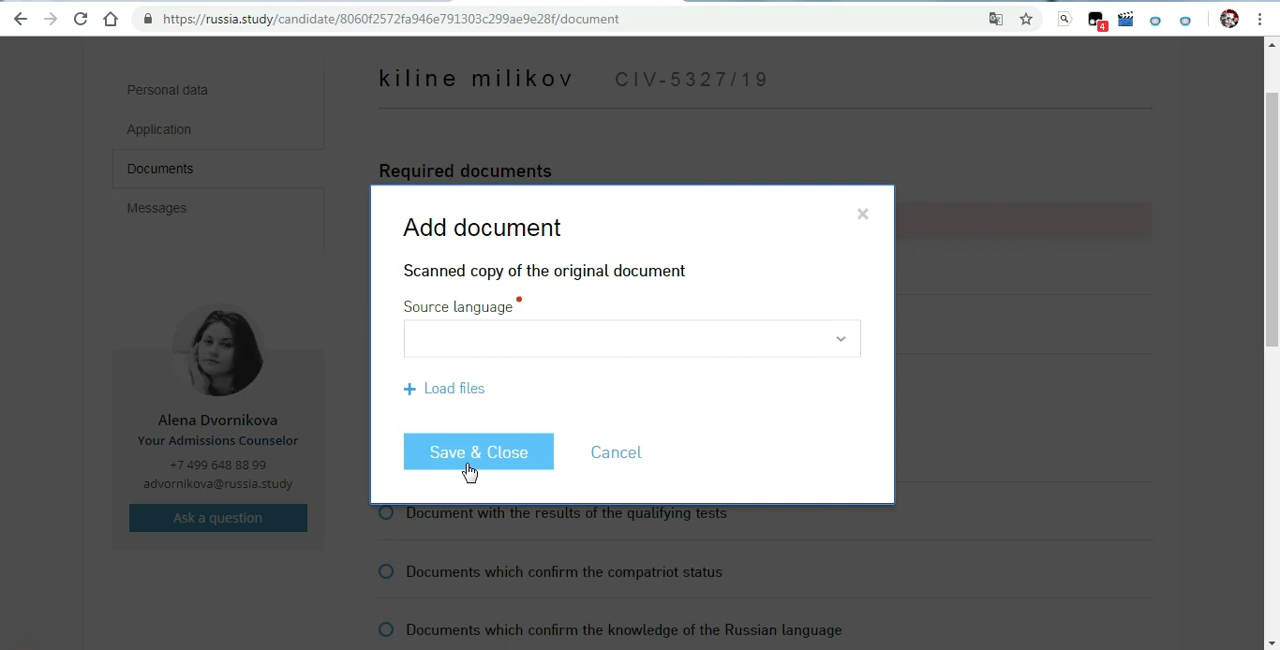 https://russia.study/candidate/8060f2572fa946e791303c299ae9e28f/document
4
kiline milikov CIV-5327/19
Personal data
Application
Documents
Messages
Required documents
Add document
Scanned copy of the original document
Source language
+ Load files
Save & Close Cancel
Alena Dvornikova
Your Admissions Counselor
+7 499 648 88 99
advornikova@russia.study
Ask a question
Document with the results of the qualifying tests
Documents which confirm the compatriot status
Documents which confirm the knowledge of the Russian language